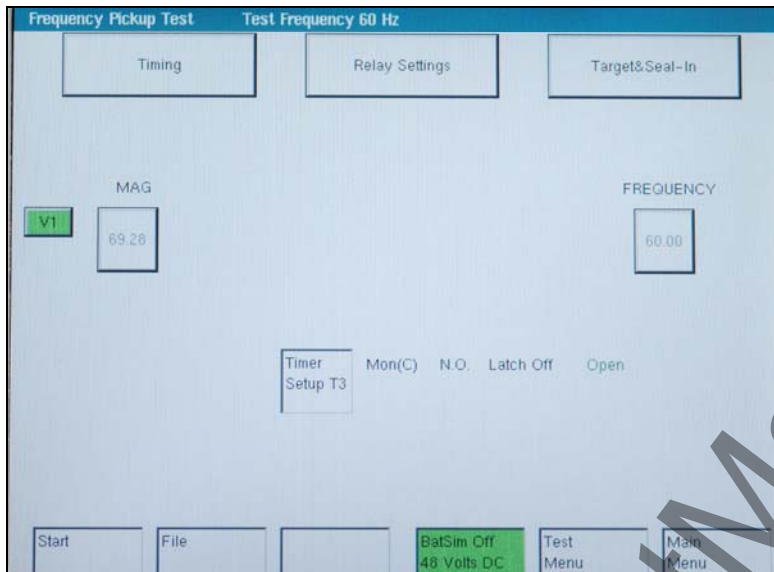 Frequency Pickup Test Test Frequency 60 Hz
Timing Relay Settings Target&Seal-In
MAG FREQUENCY
V1 69.28 60.00
Timer Setup T3 Mon(C) N.O. Latch Off Open
Start File BatSim Off 48 Volts DC Test Menu Main Menu